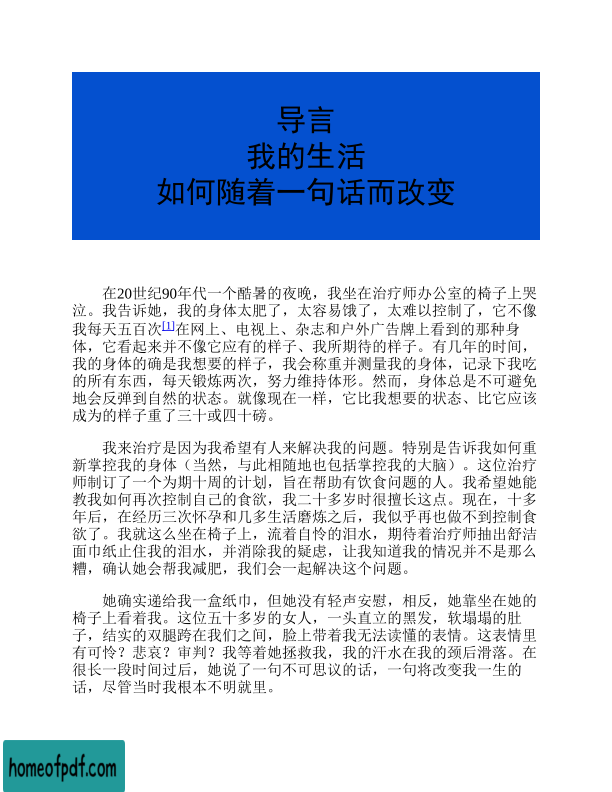 导言
我的生活
如何随着一句话而改变
在20世纪90年代一个酷暑的夜晚，我坐在治疗师办公室的椅子上哭
泣。我告诉她，我的身体太肥了，太容易饿了，太难以控制了，它不像
我每天五百次[1]在网上、电视上、杂志和户外广告牌上看到的那种身
体，它看起来并不像它应有的样子、我所期待的样子。有几年的时间，
我的身体的确是我想要的样子，我会称重并测量我的身体，记录下我吃
的所有东西，每天锻炼两次，努力维持体形。然而，身体总是不可避免
地会反弹到自然的状态。就像现在一样，它比我想要的状态、比它应该
成为的样子重了三十或四十磅。
我来治疗是因为我希望有人来解决我的问题。特别是告诉我如何重
新掌控我的身体（当然，与此相随地也包括掌控我的大脑）。这位治疗
师制订了一个为期十周的计划，旨在帮助有饮食问题的人。我希望她能
教我如何再次控制自己的食欲，我二十多岁时很擅长这点。现在，十多
年后，在经历三次怀孕和几多生活磨炼之后，我似乎再也做不到控制食
欲了。我就这么坐在椅子上，流着自怜的泪水，期待着治疗师抽出舒洁
面巾纸止住我的泪水，并消除我的疑虑，让我知道我的情况并不是那么
糟，确认她会帮我减肥，我们会一起解决这个问题。
她确实递给我一盒纸巾，但她没有轻声安慰，相反，她靠坐在她的
椅子上看着我。这位五十多岁的女人，一头直立的黑发，软塌塌的肚
子，结实的双腿跨在我们之间，脸上带着我无法读懂的表情。这表情里
有可怜？悲哀？审判？我等着她拯救我，我的汗水在我的颈后滑落。在
很长一段时间过后，她说了一句不可思议的话，一句将改变我一生的
话，尽管当时我根本不明就里。
homeofpdf.com